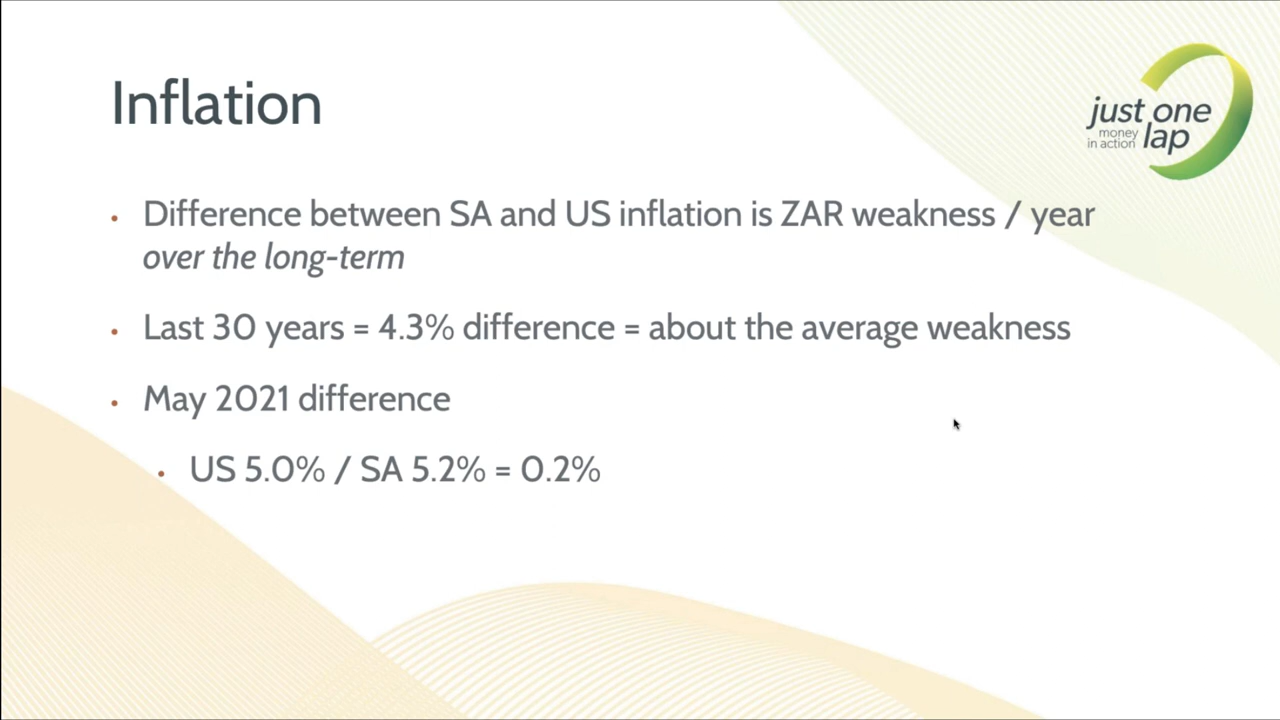 Inflation
just one
money
in action lap
• Difference between SA and US inflation is ZAR weakness / year
over the long-term
• Last 30 years = 4.3% difference = about the average weakness
• May 2021 difference
• US 5.0% / SA 5.2% = 0.2%